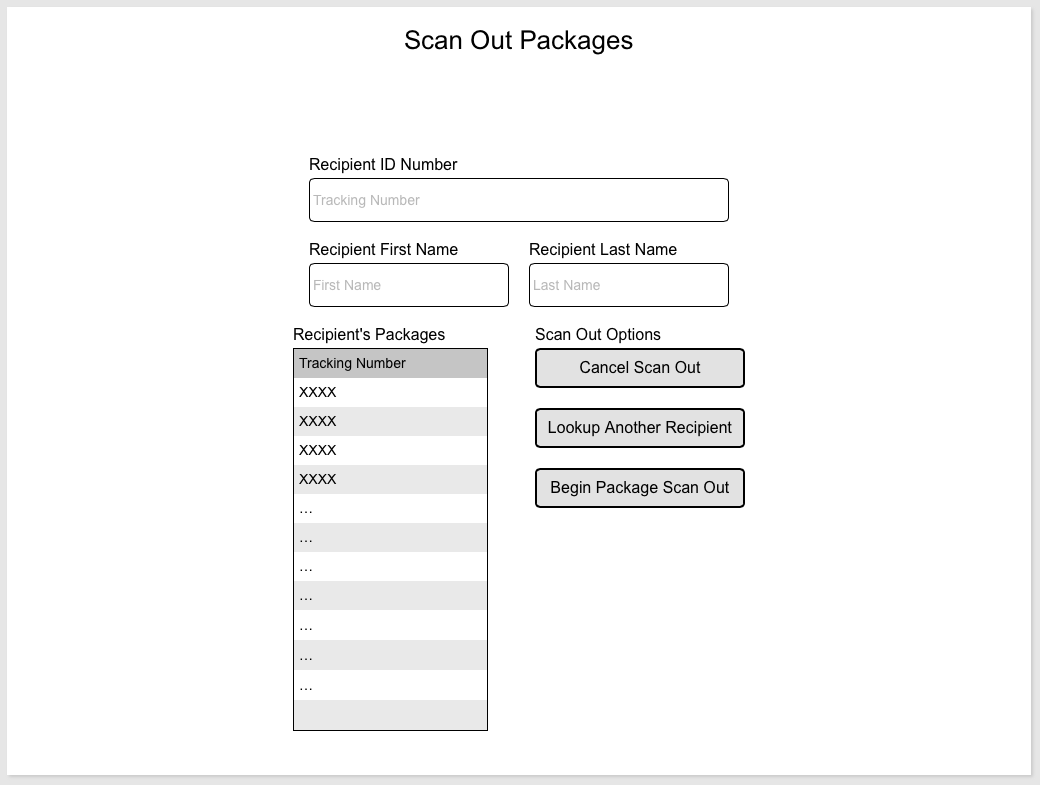 Scan Out Packages
Recipient ID Number
Tracking Number
Recipient First Name
Recipient Last Name
First Name
Last Name
Recipient's Packages
Scan Out Options
Tracking Number
Cancel Scan Out
XXXX
XXXX
Lookup Another Recipient
XXXX
XXXX
Begin Package Scan Out
...
...
...
...
...
...
...